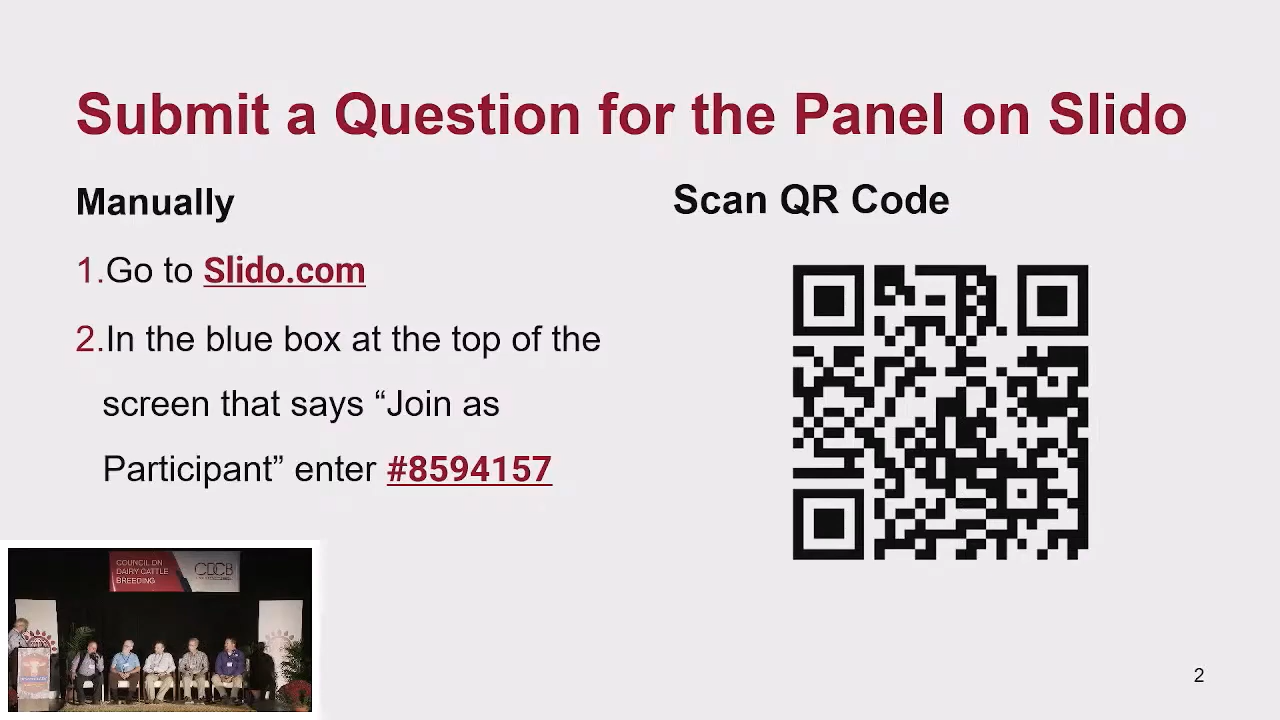 Submit a Question for the Panel on Slido
Manually
1.Go to Slido.com
2.In the blue box at the top of the
screen that says “Join as
Participant” enter #8594157
Scan QR Code
COUNCIL ON
DAIRY CATTLE
BREEDING
CDCB
2